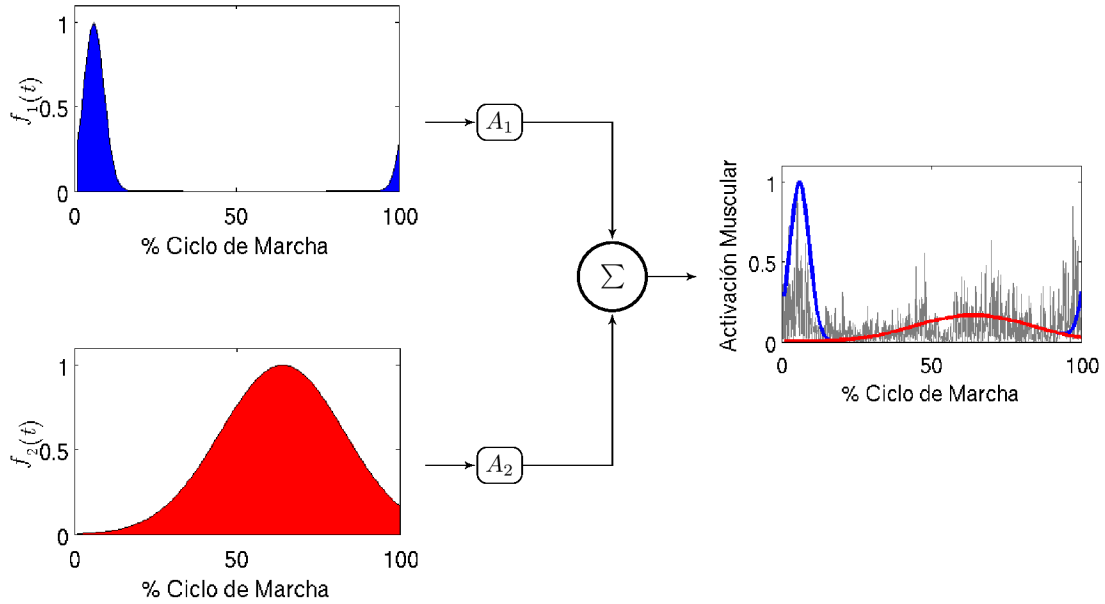 1
0.5
0
f₁(t)
0
50
100
% Ciclo de Marcha
A₁
Σ
1
0.5
0
Activación Muscular
0
50
100
% Ciclo de Marcha
1
0.5
0
f₂(t)
0
50
100
% Ciclo de Marcha
A₂